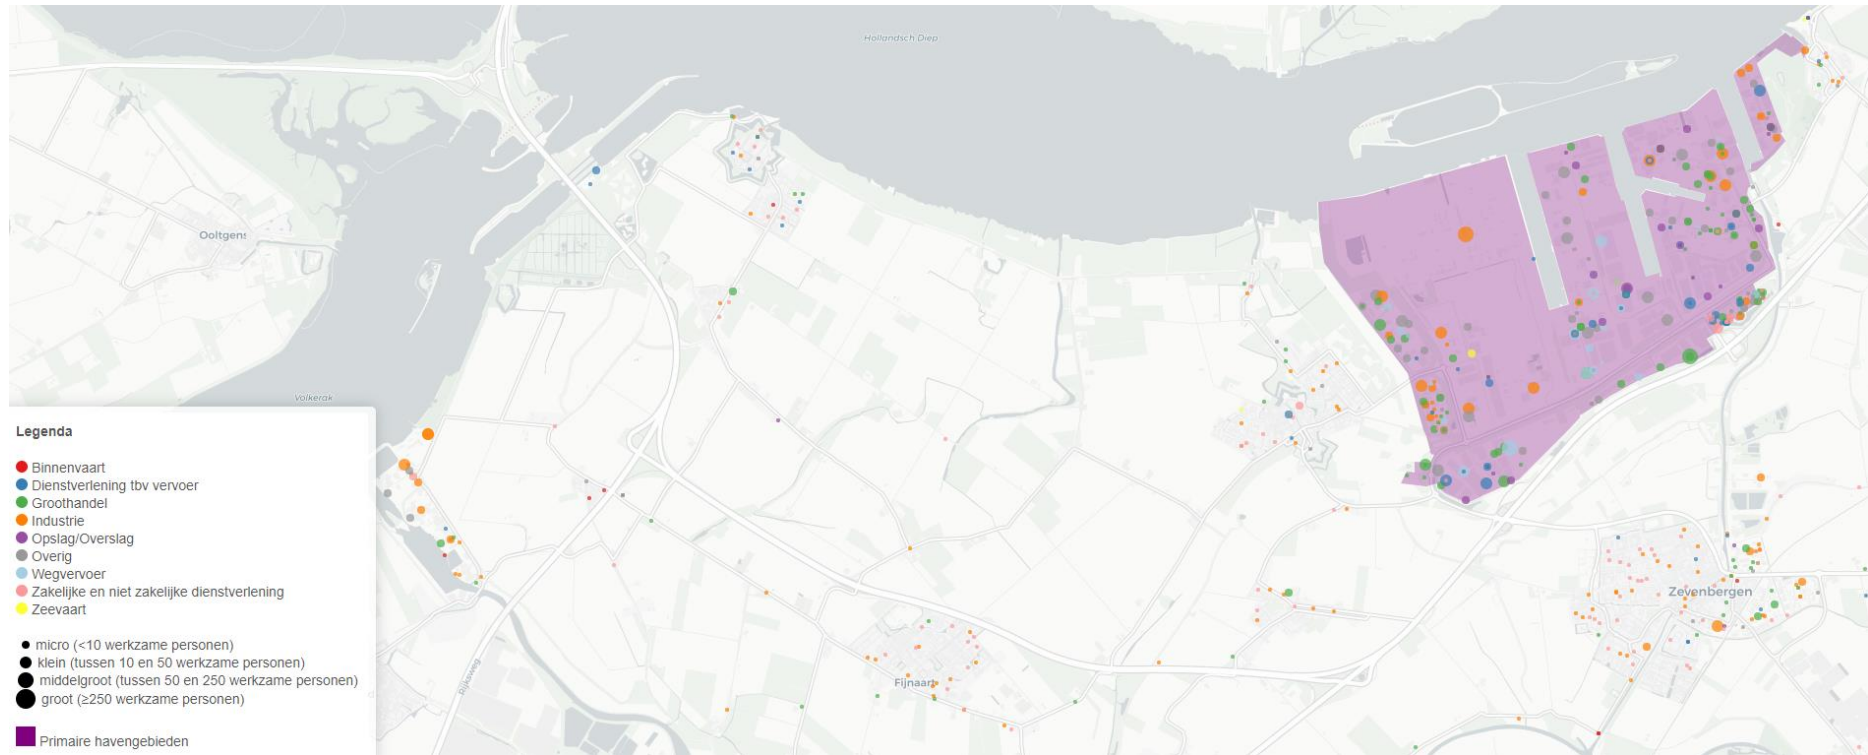 Hollandsch Diep
Ooltgens
Volkerak
Legenda
Binnenvaart
Dienstverlening tbv vervoer
Groothandel
Industrie
Opslag/Overslag
Overig
Wegvervoer
Zakelijke en niet zakelijke dienstverlening
Zeevaart
micro (<10 werkzame personen)
klein (tussen 10 en 50 werkzame personen)
middelgroot (tussen 50 en 250 werkzame personen)
groot (≥250 werkzame personen)
Primaire havengebieden
Rijksweg
Fijnaart
Zevenbergen